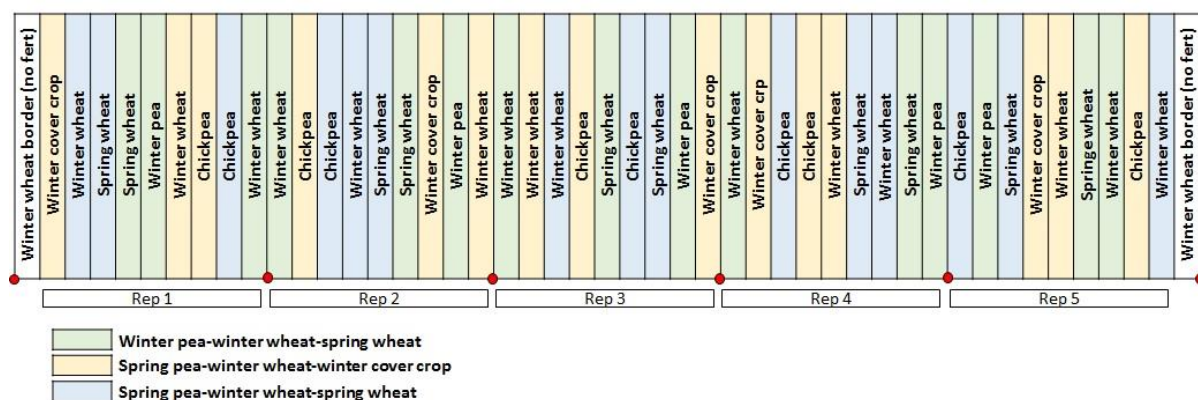 Winter wheat border (no fert)
Winter cover crop
Winter wheat
Spring wheat
Spring wheat
Winter pea
Winter wheat
Chickpea
Chickpea
Winter wheat
Winter wheat
Chickpea
Chickpea
Winter wheat
Spring wheat
Spring wheat
Winter cover crop
Winter pea
Winter wheat
Winter wheat
Winter wheat
Winter wheat
Chickpea
Spring wheat
Chickpea
Spring wheat
Winter pea
Winter cover crop
Winter wheat
Winter cover crp
Chickpea
Chickpea
Winter wheat
Spring wheat
Winter wheat
Spring wheat
Winter pea
Chickpea
Winter pea
Spring wheat
Winter cover crop
Winter wheat
Springe wheat
Winter wheat
Chickpea
Winter wheat
Winter wheat border (no fert)
Rep 1
Rep 2
Rep 3
Rep 4
Rep 5
Winter pea-winter wheat-spring wheat
Spring pea-winter wheat-winter cover crop
Spring pea-winter wheat-spring wheat